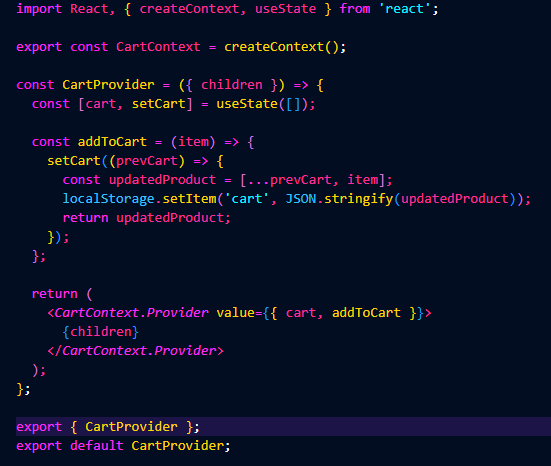 import React, { createContext, useState } from 'react';
export const CartContext = createContext();
const CartProvider = ({ children }) => {
const [cart, setCart] = useState([]);
const addToCart = (item) => {
setCart((prevCart) => {
const updatedProduct = [...prevCart, item];
localStorage.setItem('cart', JSON.stringify(updatedProduct));
return updatedProduct;
});
};
return (
<CartContext.Provider value={{ cart, addToCart }}>
{children}
</CartContext.Provider>
);
};
export { CartProvider };
export default CartProvider;